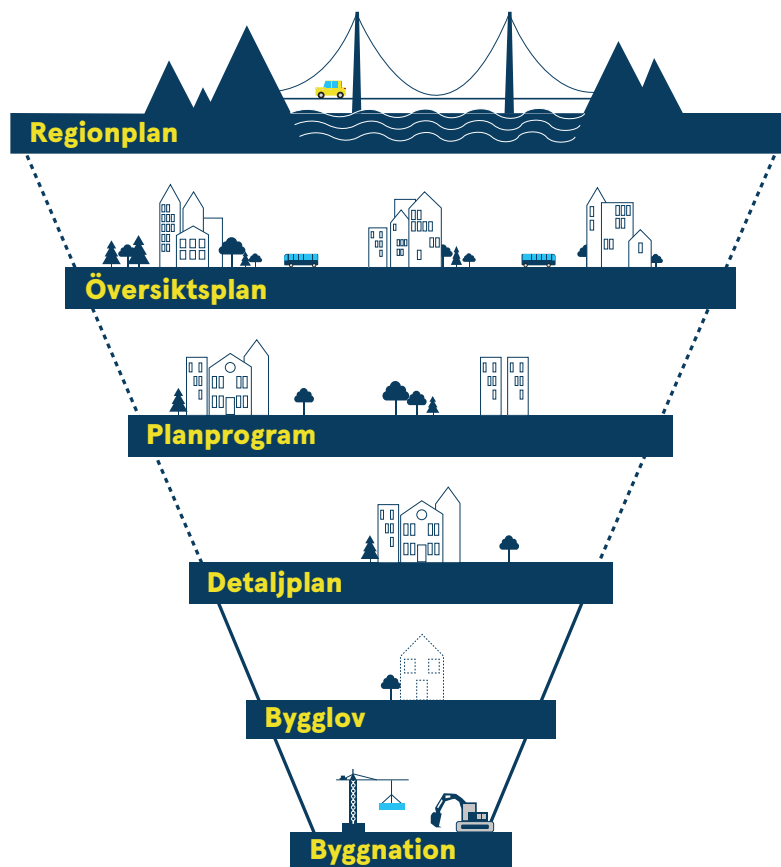 Regionplan
Översiktsplan
Planprogram
Detaljplan
Bygglov
Byggnation